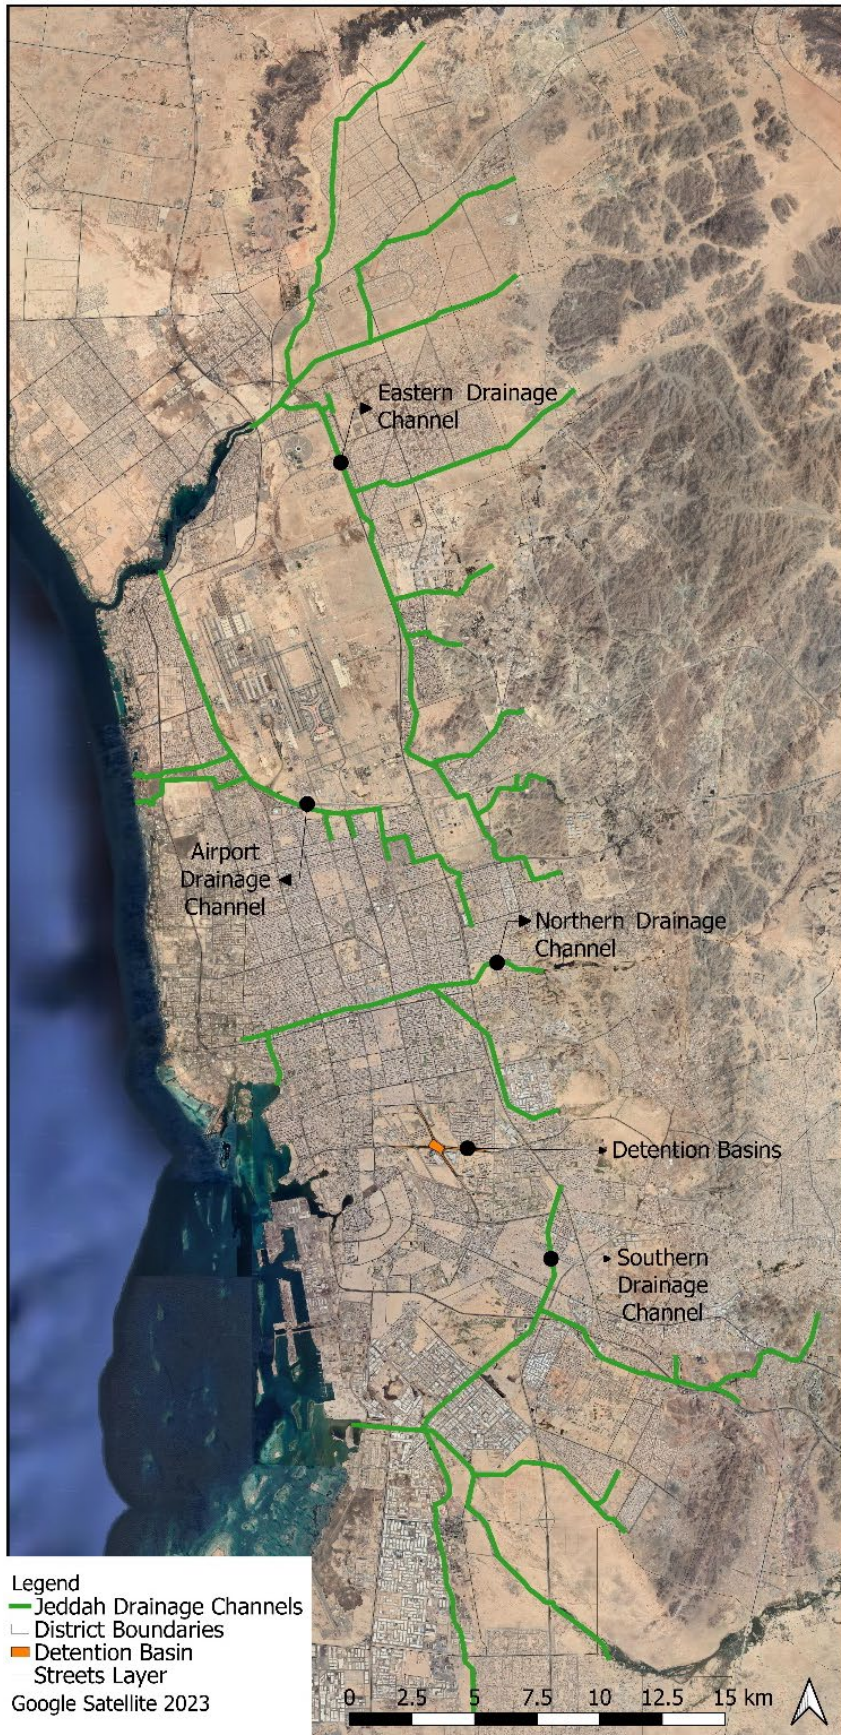 Eastern Drainage
Channel
Airport
Drainage
Channel
Northern Drainage
Channel
Detention Basins
Southern
Drainage
Channel
Legend
Jeddah Drainage Channels
District Boundaries
Detention Basin
Streets Layer
Google Satellite 2023
0 2.5 5 7.5 10 12.5 15 km